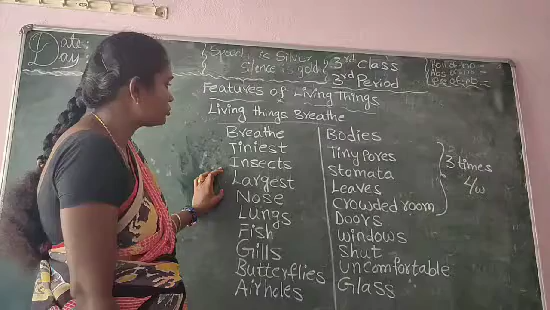 Date:
Day:
Speech is Silver
Silence is gold
3rd Class
3rd Period
Features of Living Things
Living things Breathe
Breathe
Tiniest
Insects
Largest
Nose
Lungs
Fish
Gills
Butterflies
Airholes
Bodies
Tiny pores
Stomata
Leaves
Crowded room
Doors
windows
Shut
uncomfortable
Glass
3 times
4w